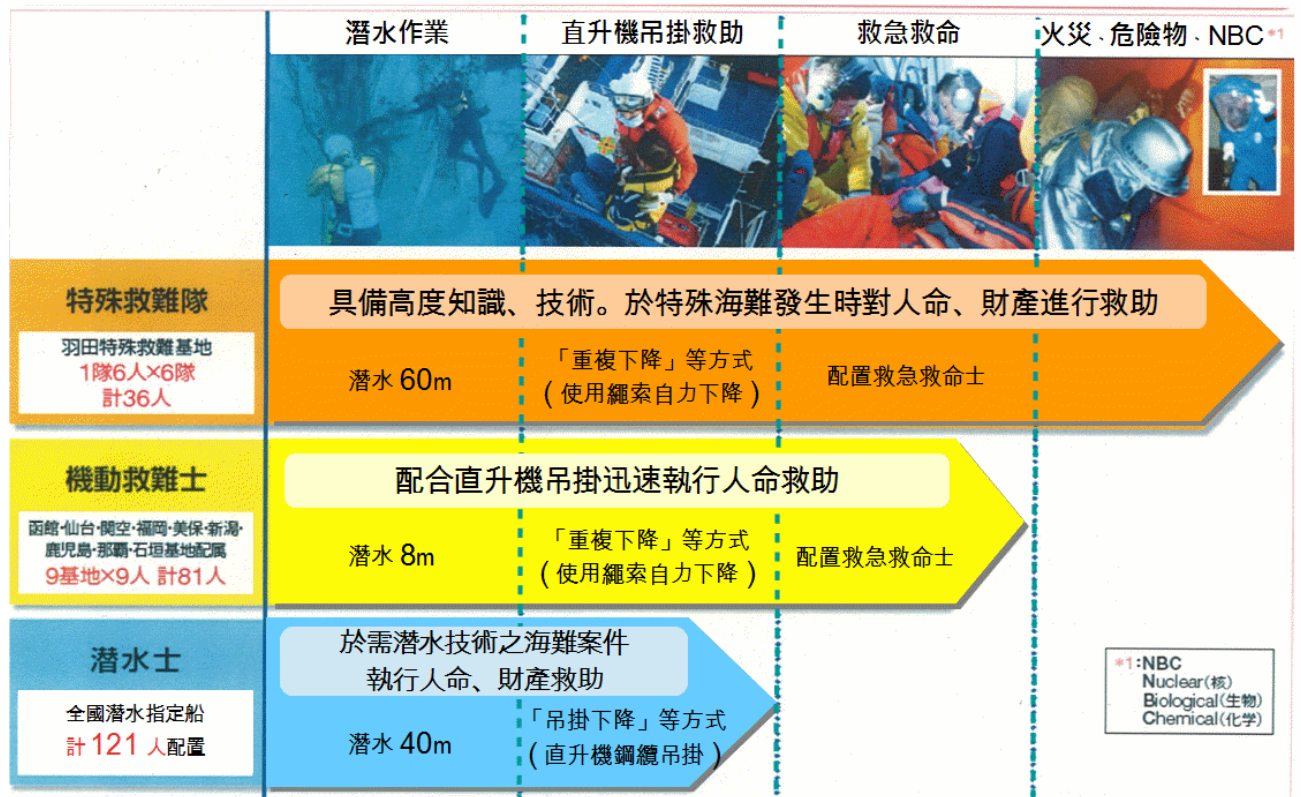 潛水作業
直升機吊掛救助
救急救命
火災、危險物、NBC*1
特殊救難隊
羽田特殊救難基地
1隊6人×6隊
計36人
具備高度知識、技術。於特殊海難發生時對人命、財產進行救助
潛水 60m
「重複下降」等方式
(使用繩索自力下降)
配置救急救命士
機動救難士
函館・仙台・関空・福岡・美保・新潟・
鹿児島・那覇・石垣基地配属
9基地×9人 計81人
配合直升機吊掛迅速執行人命救助
潛水 8m
「重複下降」等方式
(使用繩索自力下降)
配置救急救命士
潜水士
全國潛水指定船
計 121 人配置
於需潛水技術之海難案件
執行人命、財產救助
潛水 40m
「吊掛下降」等方式
(直升機鋼纜吊掛)
*1:NBC
Nuclear(核)
Biological(生物)
Chemical(化学)